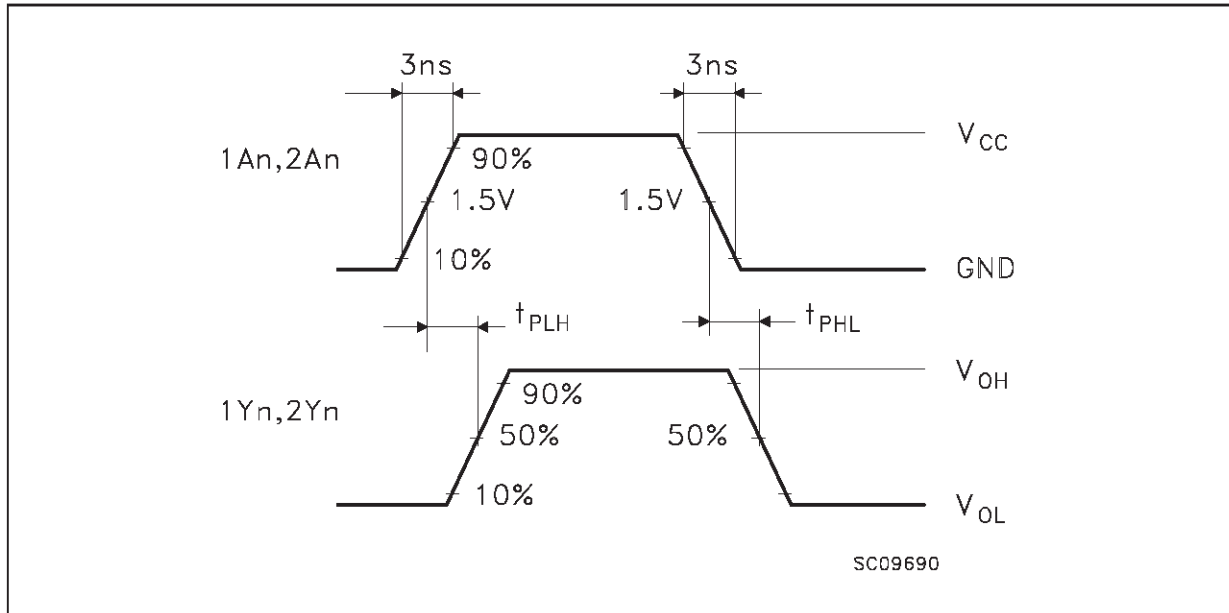 3ns 3ns
V_CC
1An,2An
90%
1.5V 1.5V
10%
GND
t_PLH t_PHL
V_OH
90%
1Yn,2Yn
50% 50%
10%
V_OL
SC09690